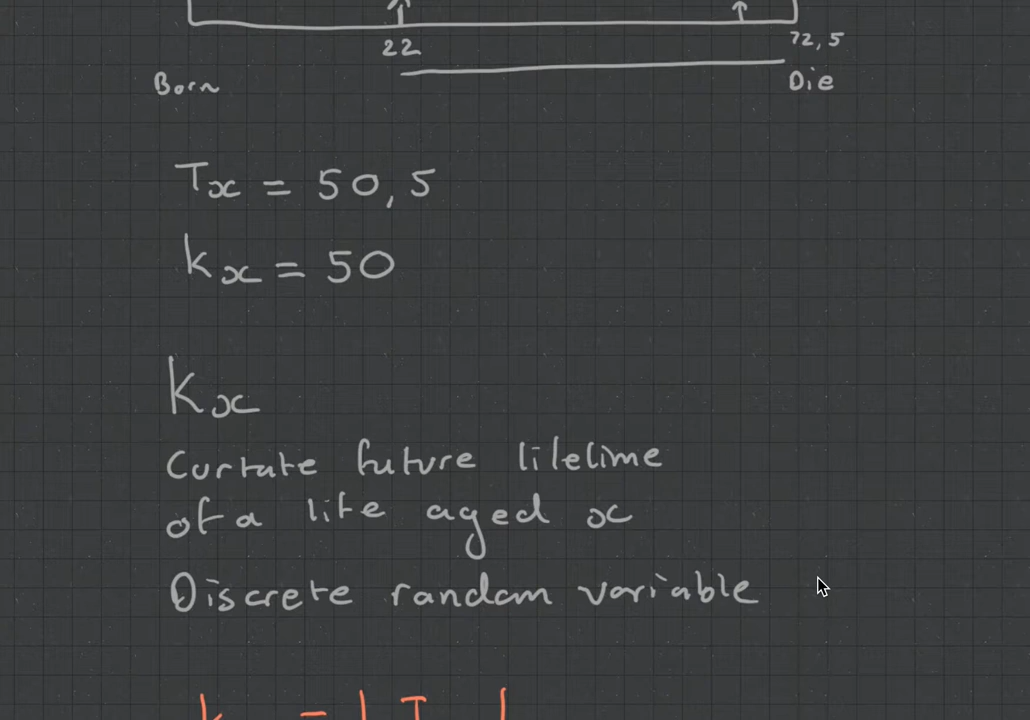 22
72,5
Born
Die
Tx = 50,5
kx = 50
Kx
Curtate future lifetime
of a life aged x
Discrete random variable